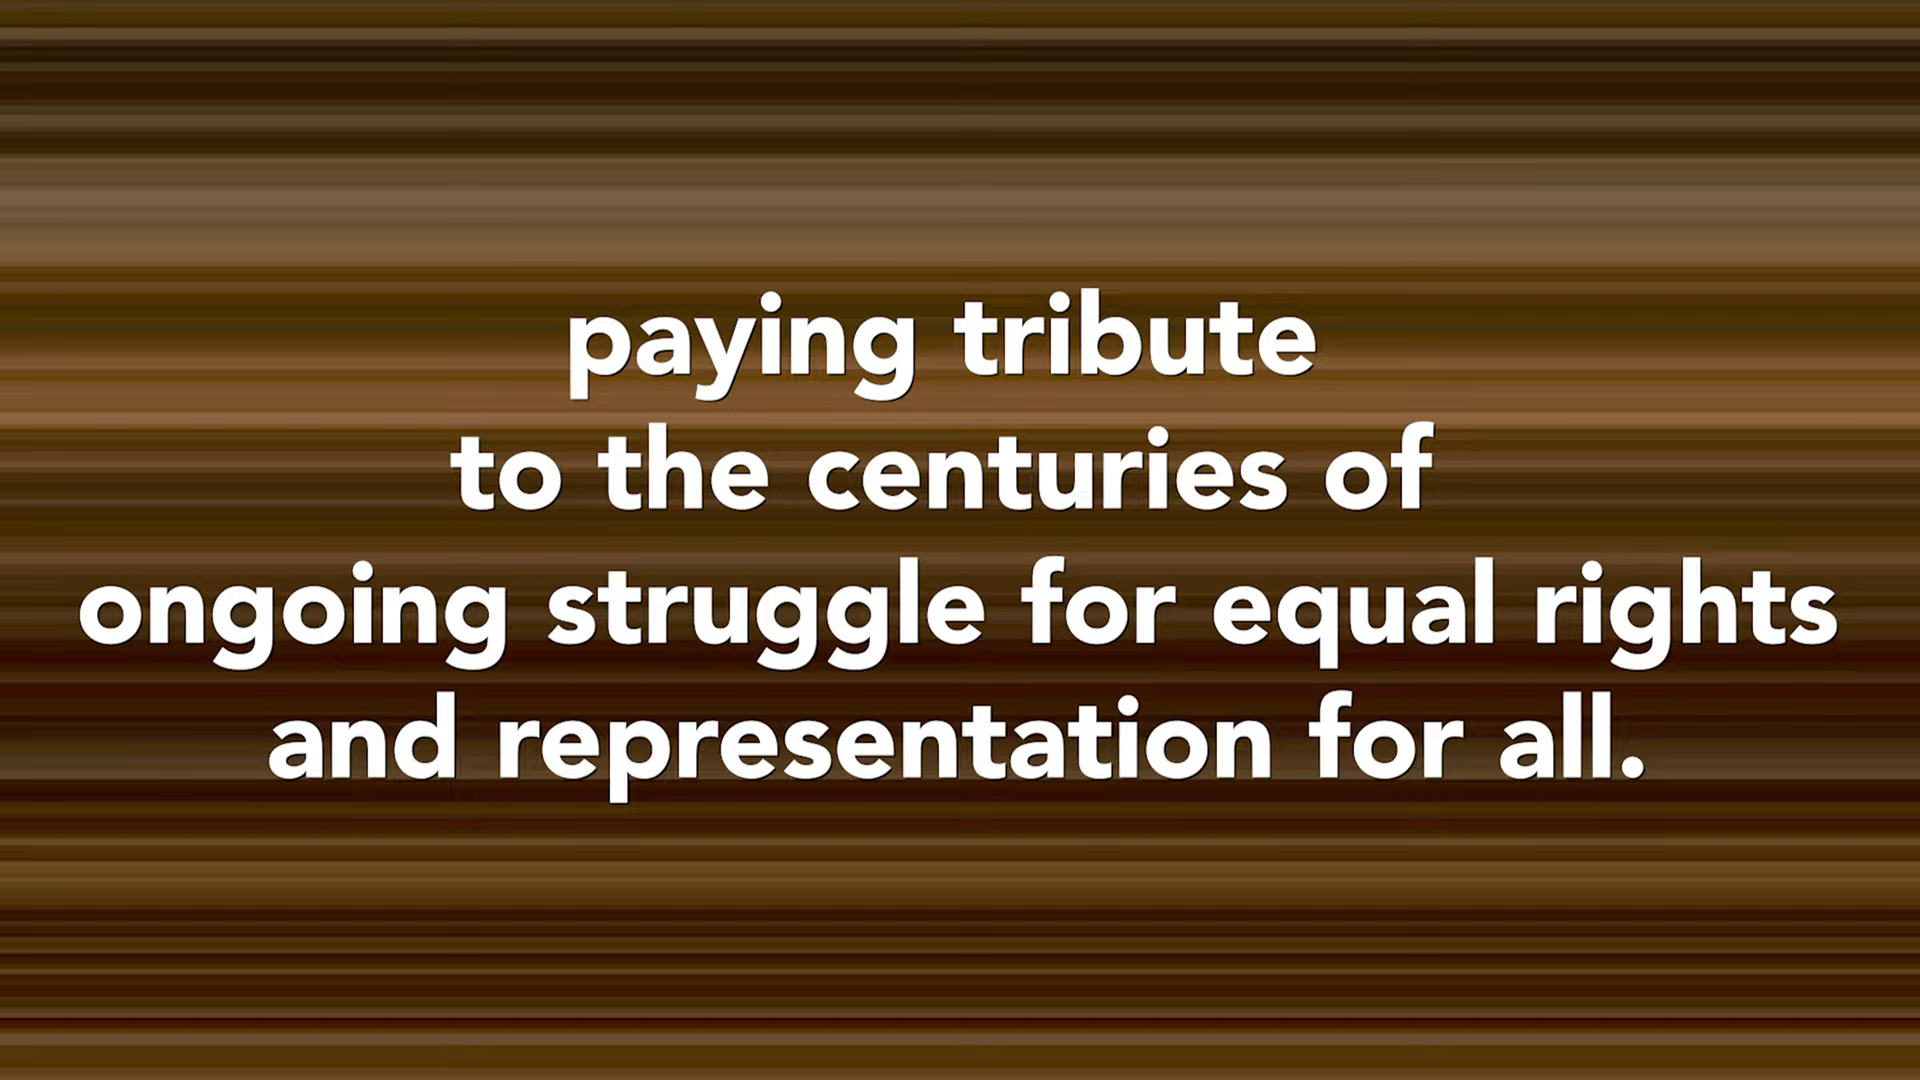 paying tribute
to the centuries of
ongoing struggle for equal rights
and representation for all.